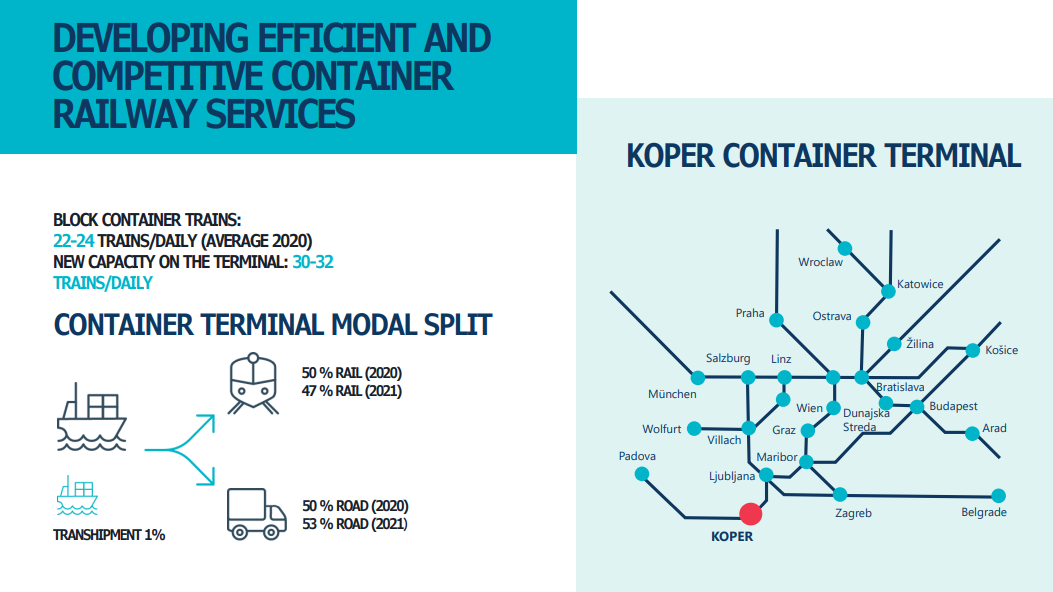 DEVELOPING EFFICIENT AND
COMPETITIVE CONTAINER
RAILWAY SERVICES
BLOCK CONTAINER TRAINS:
22-24 TRAINS/DAILY (AVERAGE 2020)
NEW CAPACITY ON THE TERMINAL: 30-32
TRAINS/DAILY
CONTAINER TERMINAL MODAL SPLIT
50 % RAIL (2020)
47 % RAIL (2021)
50 % ROAD (2020)
53 % ROAD (2021)
TRANSHIPMENT 1%
KOPER CONTAINER TERMINAL
Wroclaw
Katowice
Praha
Ostrava
Žilina
Košice
Salzburg
Linz
München
Bratislava
Wien
Dunajska
Streda
Budapest
Wolfurt
Villach
Graz
Arad
Padova
Maribor
Ljubljana
Zagreb
Belgrade
KOPER